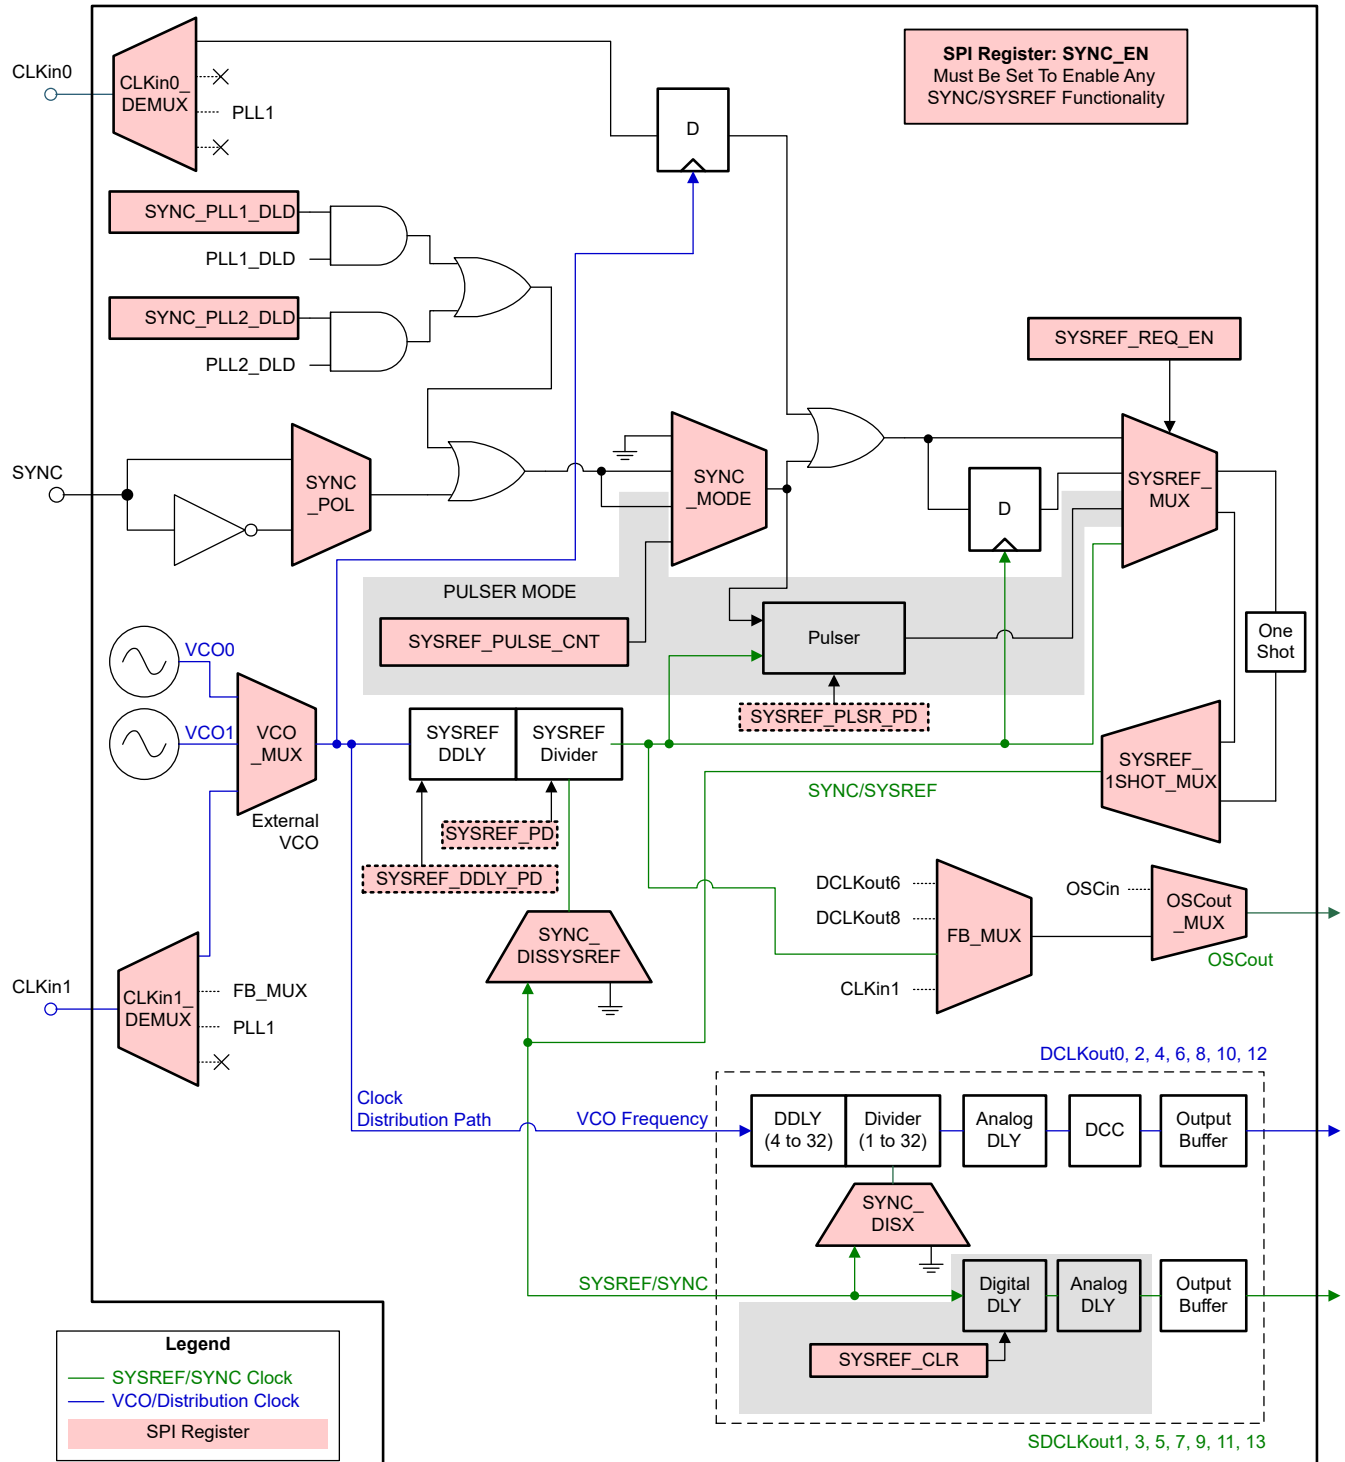 SPI Register: SYNC_EN
Must Be Set To Enable Any
SYNC/SYSREF Functionality
CLKin0
CLKin0_
DEMUX
PLL1
D
SYNC_PLL1_DLD
PLL1_DLD
SYNC_PLL2_DLD
PLL2_DLD
SYSREF_REQ_EN
SYNC
SYNC
_POL
SYNC
_MODE
D
SYSREF_
MUX
PULSER MODE
SYSREF_PULSE_CNT
Pulser
One
Shot
SYSREF_PLSR_PD
VCO0
VCO1
VCO
_MUX
External
VCO
SYSREF
DDLY
SYSREF
Divider
SYSREF_
1SHOT_MUX
SYNC/SYSREF
SYSREF_PD
SYSREF_DDLY_PD
SYNC_
DISSYSREF
DCLKout6
DCLKout8
FB_MUX
CLKin1
OSCin
OSCout
_MUX
OSCout
CLKin1
CLKin1_
DEMUX
FB_MUX
PLL1
DCLKout0, 2, 4, 6, 8, 10, 12
Clock
Distribution Path
VCO Frequency
DDLY
(4 to 32)
Divider
(1 to 32)
Analog
DLY
DCC
Output
Buffer
SYNC_
DISX
SYSREF/SYNC
Digital
DLY
Analog
DLY
Output
Buffer
SYSREF_CLR
SDCLKout1, 3, 5, 7, 9, 11, 13
Legend
SYSREF/SYNC Clock
VCO/Distribution Clock
SPI Register